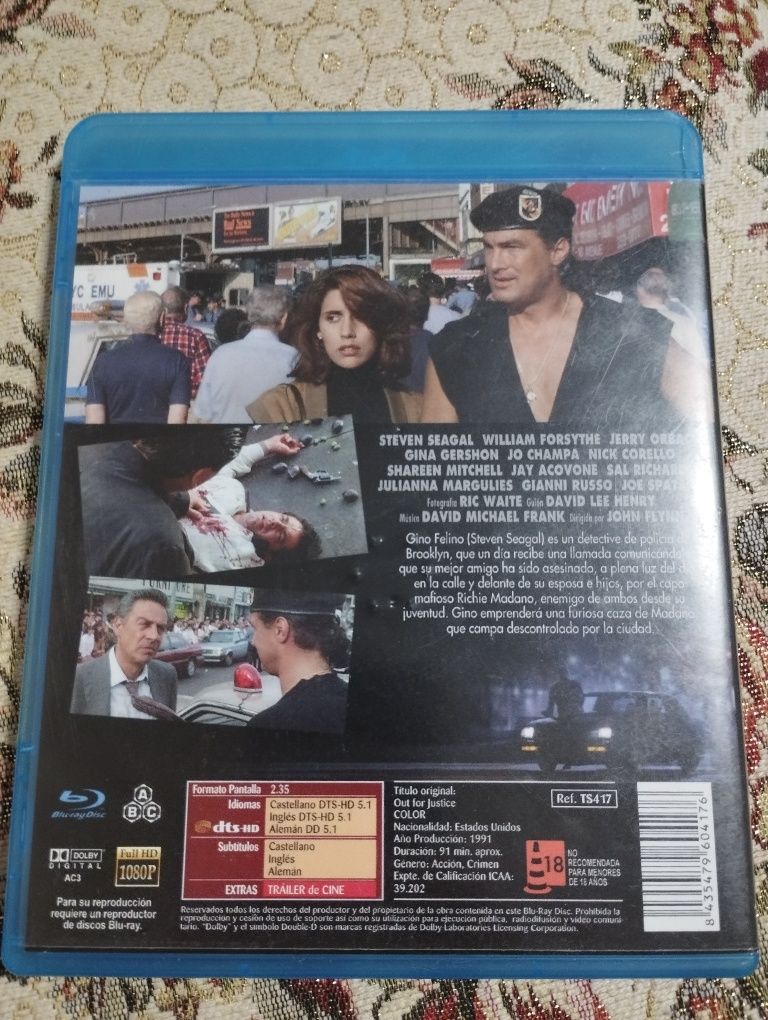 Bad News
YC EMU
STEVEN SEAGAL WILLIAM FORSYTHE JERRY
GINA GERSHON JO CHAMPA NICK CORELLO
SHAREEN MITCHELL JAY ACOVONE SAL
JULIANNA MARGULIES GIANNI RUSSO JOE
Fotografía RIC WAITE Guión DAVID LEE HENRY
Música DAVID MICHAEL FRANK Dirigida por JOHN
Gino Felino (Steven Seagal) es un detective de policía
Brooklyn, que un día recibe una llamada
que su mejor amigo ha sido asesinado, a plena luz del
en la calle y delante de su esposa e hijos, por el capo
mafioso Richie Madano, enemigo de ambos desde su
juventud. Gino emprenderá una furiosa caza de Madano
que campa descontrolado por la ciudad.
Blu-ray Disc
A
B
C
DOLBY
DIGITAL
AC3
Full HD
1080P
Para su reproducción
requiere un reproductor
de discos Blu-ray.
Formato Pantalla 2.35
Idiomas Castellano DTS-HD 5.1
Inglés DTS-HD 5.1
dts-HD Alemán DD 5.1
Subtítulos Castellano
Inglés
Alemán
EXTRAS TRÁILER de CINE
Título original:
Out for Justice
COLOR
Nacionalidad: Estados Unidos
Año Producción: 1991
Duración: 91 min. aprox.
Género: Acción, Crimen
Expte. de Calificación ICAA:
39.202
Ref. TS417
18
NO
RECOMENDADA
PARA MENORES
DE 18 AÑOS
8435479604176
Reservados todos los derechos del productor y del propietario de la obra contenida en este Blu-Ray Disc. Prohibida la
reproducción y cesión de uso de soporte así como su utilización para ejecución pública, radiodifusión y video comuni
tario. "Dolby" y el símbolo Double-D son marcas registradas de Dolby Laboratories Licensing Corporation.